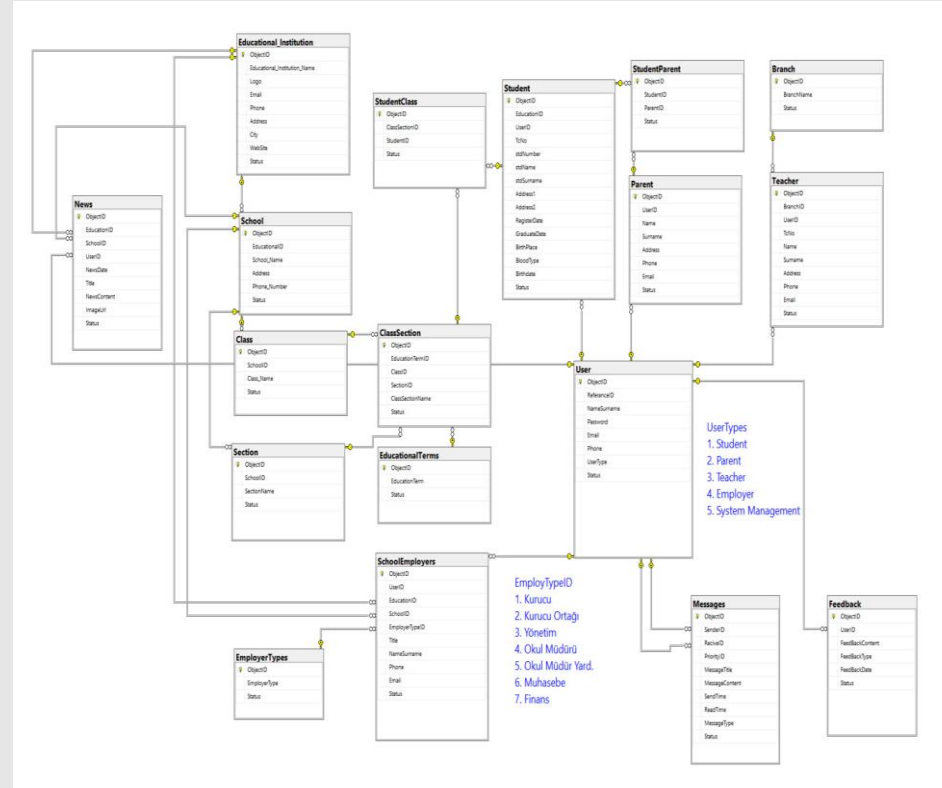 Educational_Institution
ObjectID
Educational_Institution_Name
Logo
Email
Phone
Address
City
WebSite
Status
StudentClass
ObjectID
ClassSectionID
StudentID
Status
Student
ObjectID
EducationID
UserID
TcNo
stdNumber
stdName
stdSurname
Address1
Address2
RegisterDate
GraduateDate
BirthPlace
BloodType
Birthdate
Status
StudentParent
ObjectID
StudentID
ParentID
Status
Branch
ObjectID
BranchName
Status
Parent
ObjectID
UserID
Name
Surname
Address
Phone
Email
Status
Teacher
ObjectID
BranchID
UserID
TcNo
Name
Surname
Address
Phone
Email
Status
News
ObjectID
EducationID
SchoolID
UserID
NewsDate
Title
NewsContent
ImageUrl
Status
School
ObjectID
EducationalID
School_Name
Address
Phone_Number
Status
Class
ObjectID
SchoolID
Class_Name
Status
ClassSection
ObjectID
EducationTermID
ClassID
SectionID
ClassSectionName
Status
User
ObjectID
ReferanceID
NameSurname
Password
Email
Phone
UserType
Status
UserTypes
1. Student
2. Parent
3. Teacher
4. Employer
5. System Management
Section
ObjectID
SchoolID
SectionName
Status
EducationalTerms
ObjectID
EducationTerm
Status
SchoolEmployers
ObjectID
UserID
EducationID
SchoolID
EmployerTypeID
Title
NameSurname
Phone
Email
Status
EmployTypeID
1. Kurucu
2. Kurucu Ortağı
3. Yönetim
4. Okul Müdürü
5. Okul Müdür Yard.
6. Muhasebe
7. Finans
EmployerTypes
ObjectID
EmployerType
Status
Messages
ObjectID
SenderID
ReciveID
PriorityID
MessageTitle
MessageContent
SendTime
ReadTime
MessageType
Status
Feedback
ObjectID
UserID
FeedBackContent
FeedBackType
FeedBackDate
Status